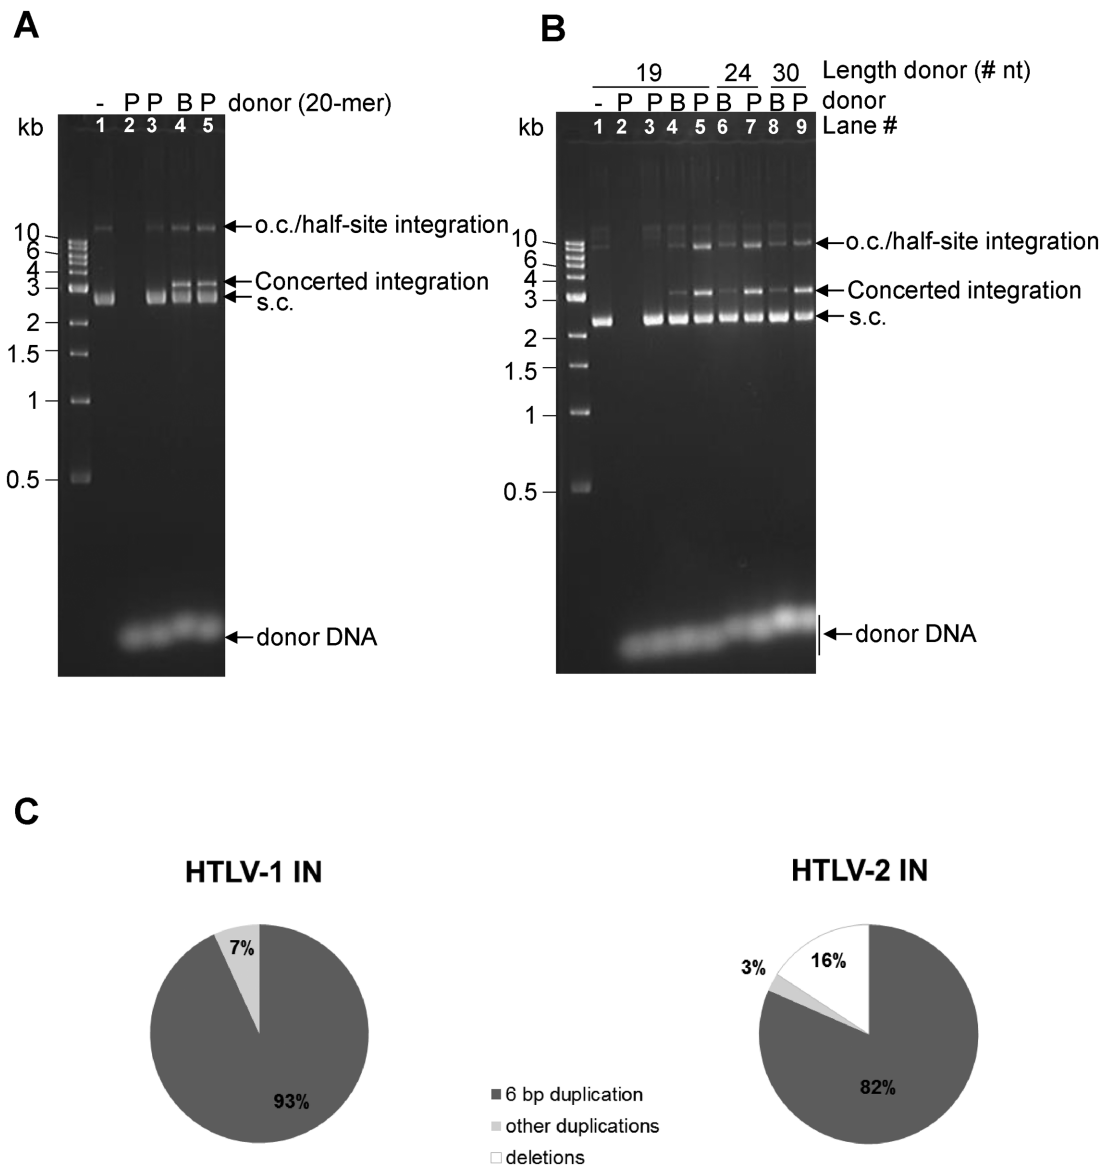 A
- P P B P donor (20-mer)
kb 1 2 3 4 5
10
6
4
3
2
1.5
1
0.5
o.c./half-site integration
Concerted integration
s.c.
donor DNA
B
19 24 30 Length donor (# nt)
- P P B P B P B P donor
kb 1 2 3 4 5 6 7 8 9 Lane #
10
6
4
3
2
1.5
1
0.5
o.c./half-site integration
Concerted integration
s.c.
donor DNA
C
HTLV-1 IN
7%
93%
HTLV-2 IN
3%
16%
82%
6 bp duplication
other duplications
deletions